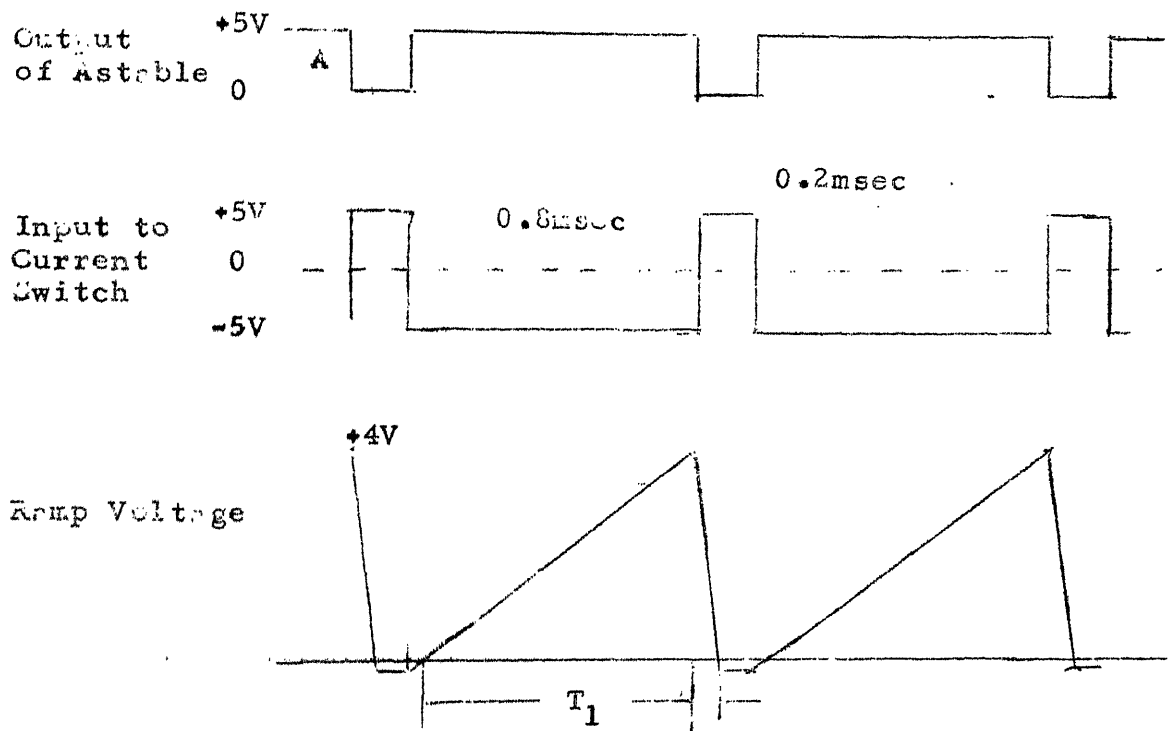 +5V
Output
of Astable
A
0
0.2msec
+5V
0.8msec
Input to
Current
Switch
0
-5V
+4V
Ramp Voltage
T1